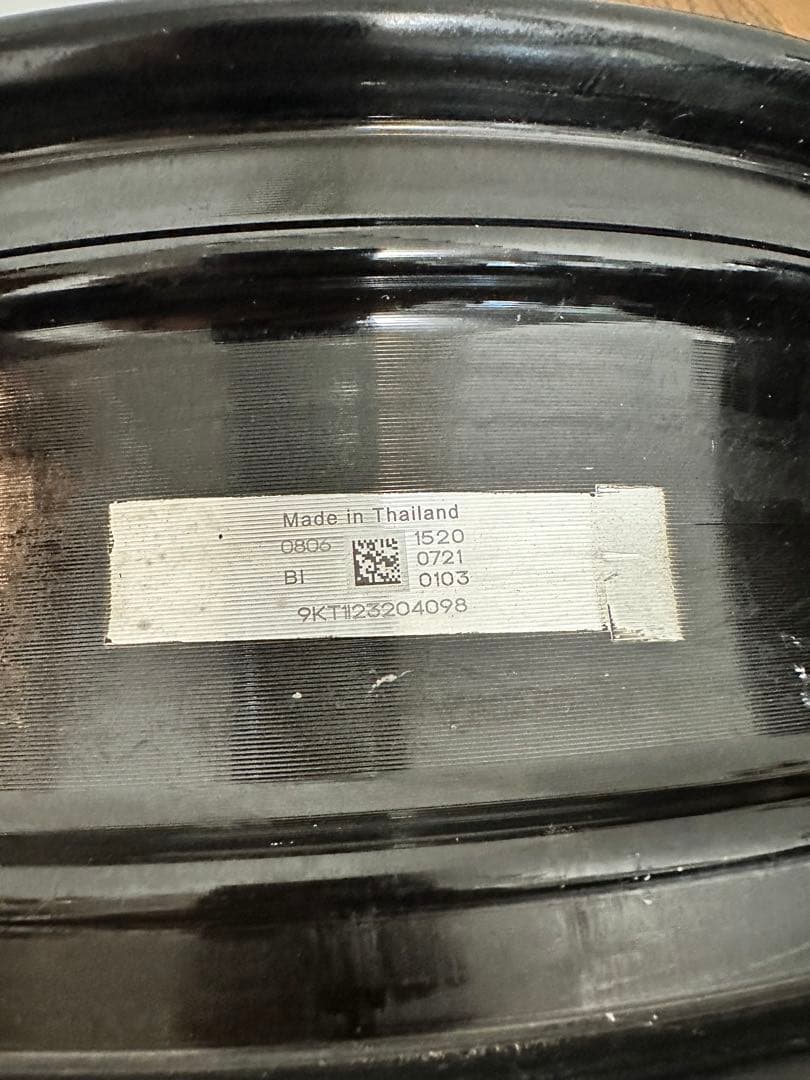 Made in Thailand
0806 1520
0721
BI 0103
9KT1123204098